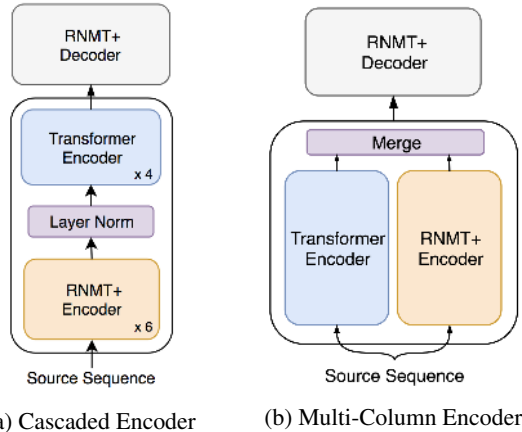 RNMT+
Decoder
Transformer
Encoder
x 4
Layer Norm
RNMT+
Encoder
x 6
Source Sequence
a) Cascaded Encoder
RNMT+
Decoder
Merge
Transformer
Encoder
RNMT+
Encoder
Source Sequence
(b) Multi-Column Encoder